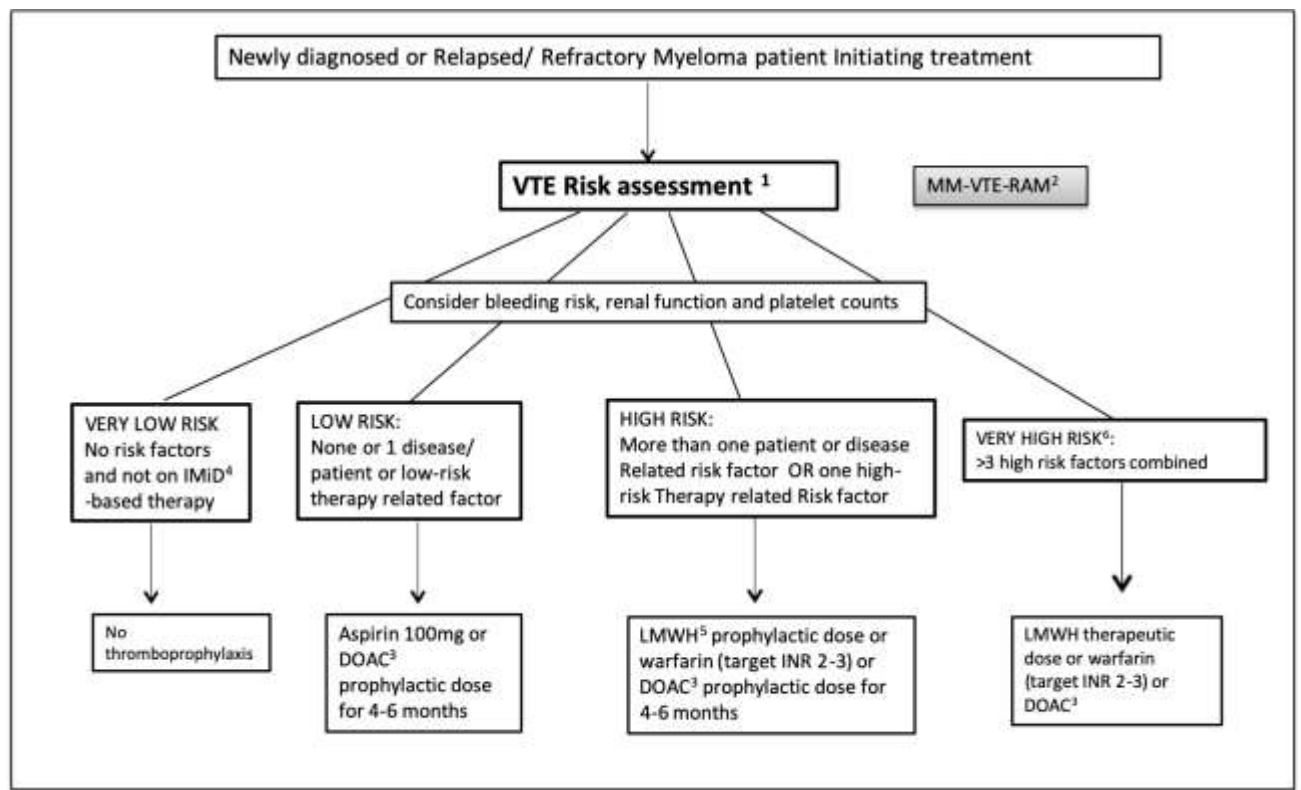 Newly diagnosed or Relapsed/ Refractory Myeloma patient Initiating treatment
VTE Risk assessment ¹
MM-VTE-RAM²
Consider bleeding risk, renal function and platelet counts
VERY LOW RISK
No risk factors
and not on IMiD⁴
-based therapy
LOW RISK:
None or 1 disease/
patient or low-risk
therapy related factor
HIGH RISK:
More than one patient or disease
Related risk factor OR one high-
risk Therapy related Risk factor
VERY HIGH RISK⁶:
>3 high risk factors combined
No
thromboprophylaxis
Aspirin 100mg or
DOAC³
prophylactic dose
for 4-6 months
LMWH⁵ prophylactic dose or
warfarin (target INR 2-3) or
DOAC³ prophylactic dose for
4-6 months
LMWH therapeutic
dose or warfarin
(target INR 2-3) or
DOAC³